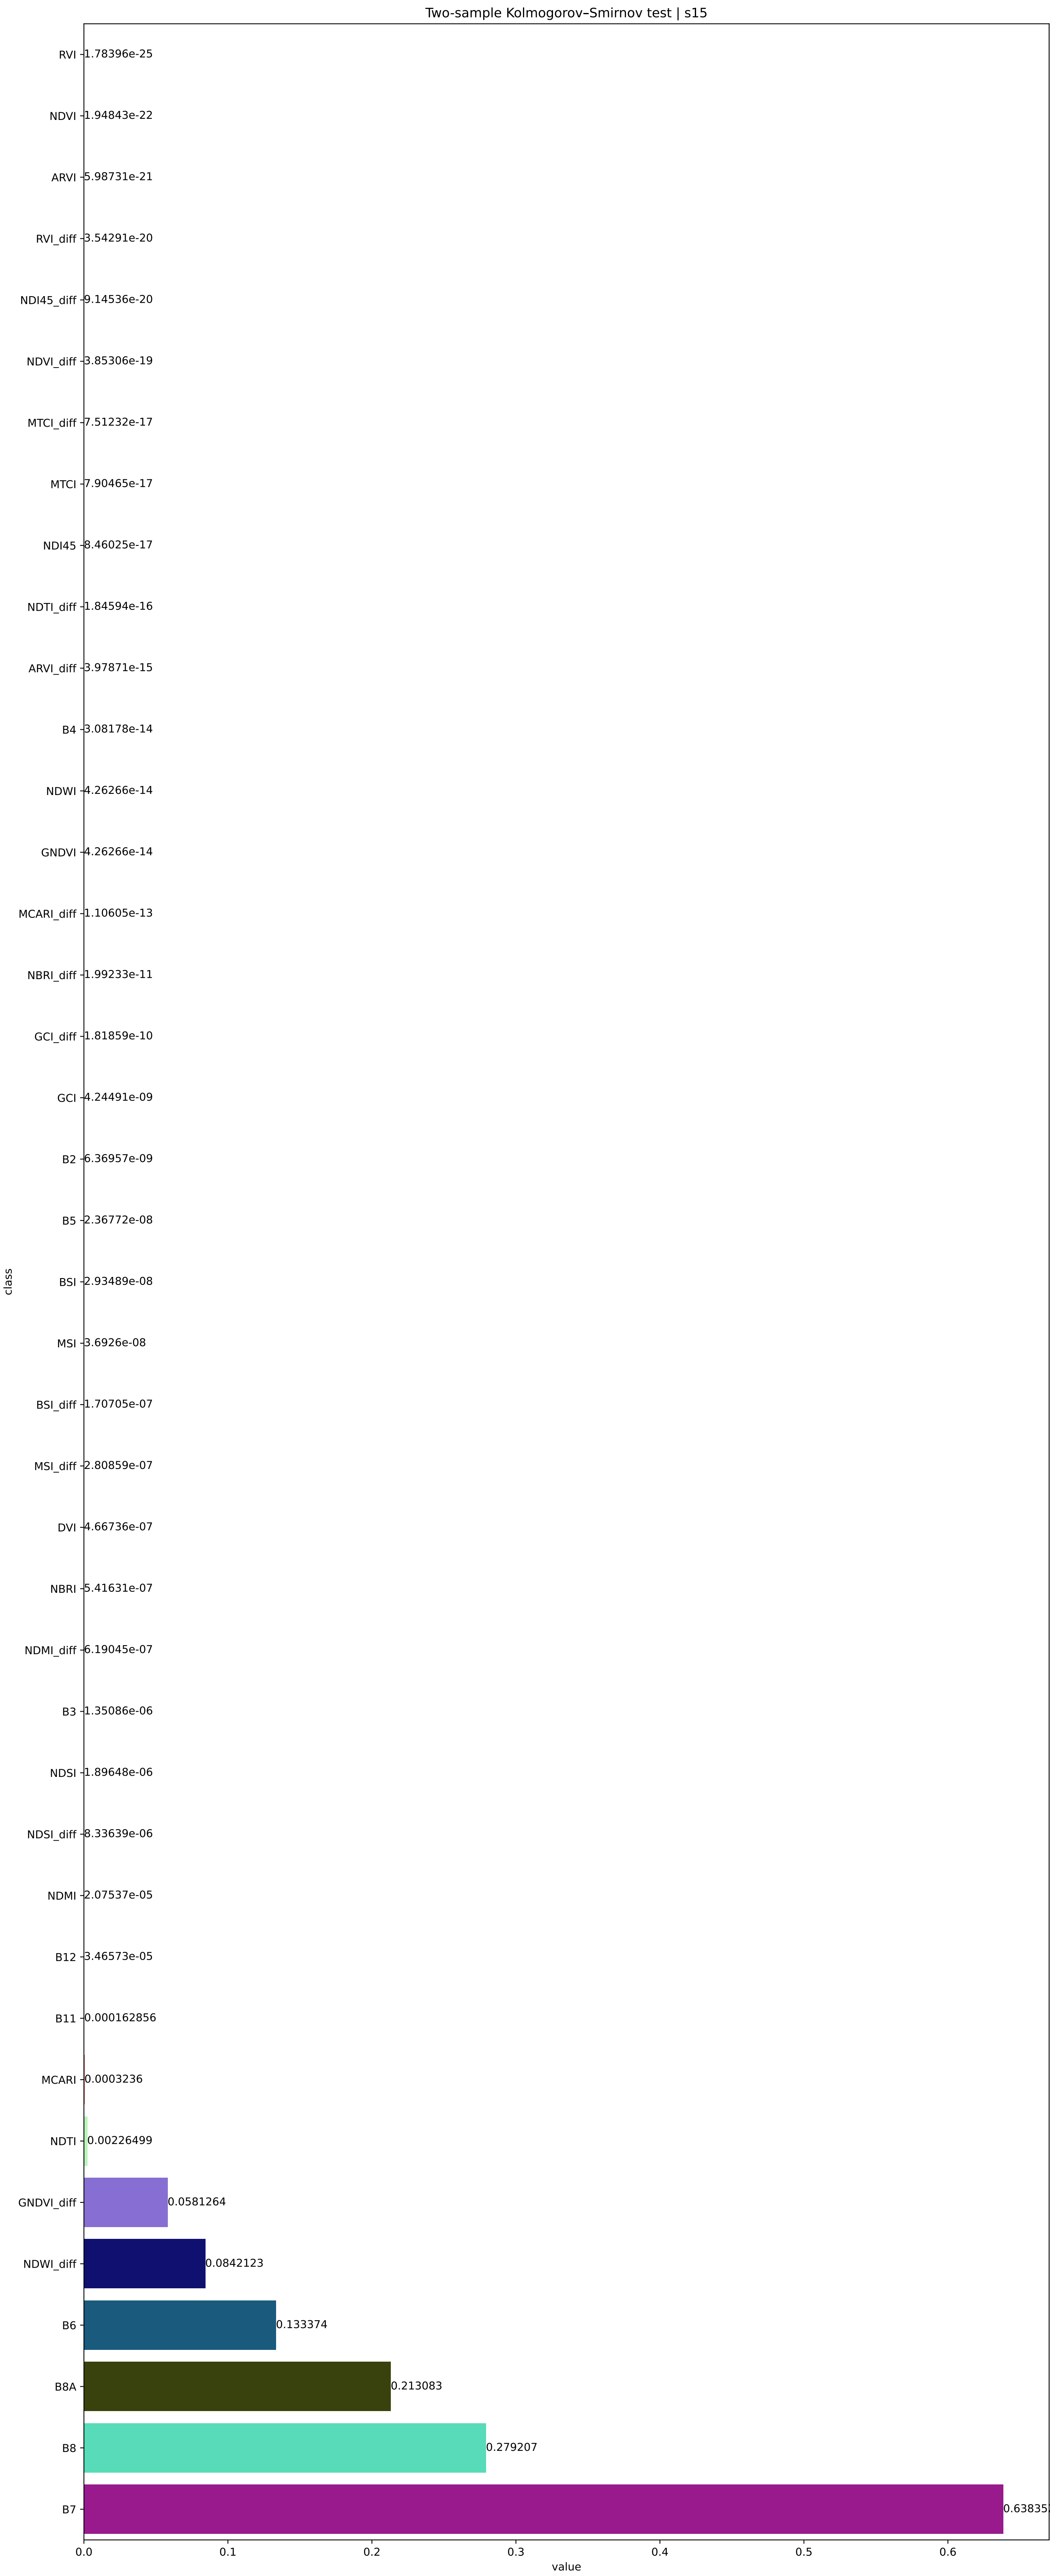 Two-sample Kolmogorov–Smirnov test | s15
RVI 1.78396e-25
NDVI 1.94843e-22
ARVI 5.98731e-21
RVI_diff 3.54291e-20
NDI45_diff 9.14536e-20
NDVI_diff 3.85306e-19
MTCI_diff 7.51232e-17
MTCI 7.90465e-17
NDI45 8.46025e-17
NDTI_diff 1.84594e-16
ARVI_diff 3.97871e-15
B4 3.08178e-14
NDWI 4.26266e-14
GNDVI 4.26266e-14
MCARI_diff 1.10605e-13
NBRI_diff 1.99233e-11
GCI_diff 1.81859e-10
GCI 4.24491e-09
B2 6.36957e-09
B5 2.36772e-08
class
BSI 2.93489e-08
MSI 3.6926e-08
BSI_diff 1.70705e-07
MSI_diff 2.80859e-07
DVI 4.66736e-07
NBRI 5.41631e-07
NDMI_diff 6.19045e-07
B3 1.35086e-06
NDSI 1.89648e-06
NDSI_diff 8.33639e-06
NDMI 2.07537e-05
B12 3.46573e-05
B11 0.000162856
MCARI 0.0003236
NDTI 0.00226499
GNDVI_diff 0.0581264
NDWI_diff 0.0842123
B6 0.133374
B8A 0.213083
B8 0.279207
B7 0.63835
0.0 0.1 0.2 0.3 0.4 0.5 0.6
value